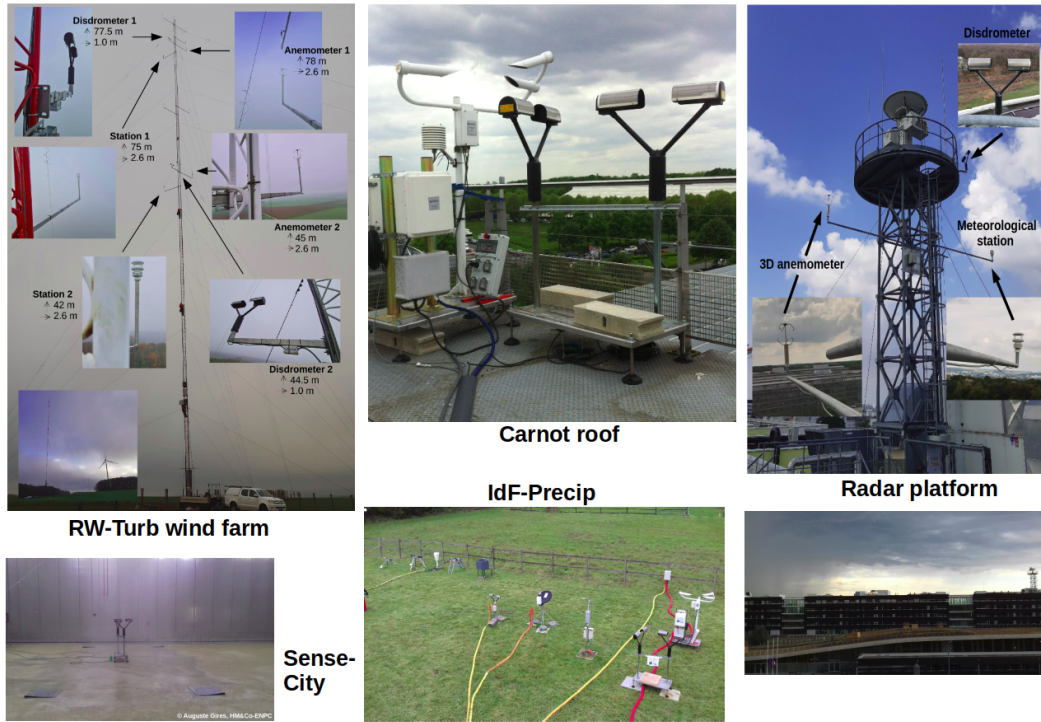 Disdrometer 1
⩚ 77.5 m
⪢ 1.0 m
Anemometer 1
⩚ 78 m
⪢ 2.6 m
Station 1
⩚ 75 m
⪢ 2.6 m
Anemometer 2
⩚ 45 m
⪢ 2.6 m
Station 2
⩚ 42 m
⪢ 2.6 m
Disdrometer 2
⩚ 44.5 m
⪢ 1.0 m
RW-Turb wind farm
Carnot roof
Disdrometer
Meteorological
station
3D anemometer
Radar platform
IdF-Precip
Sense-
City
© Auguste Gires, HM&Co-ENPC